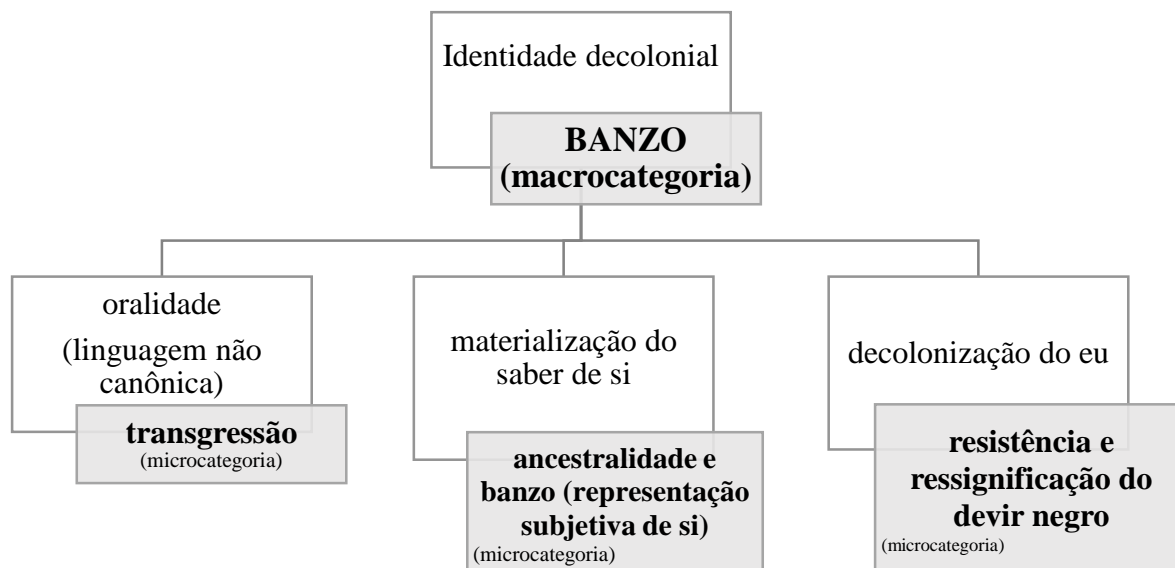 Identidade decolonial
BANZO
(macrocategoria)
oralidade
(linguagem não
canônica)
transgressão
(microcategoria)
materialização do
saber de si
ancestralidade e
banzo (representação
subjetiva de si)
(microcategoria)
decolonização do eu
resistência e
ressignificação do
devir negro
(microcategoria)